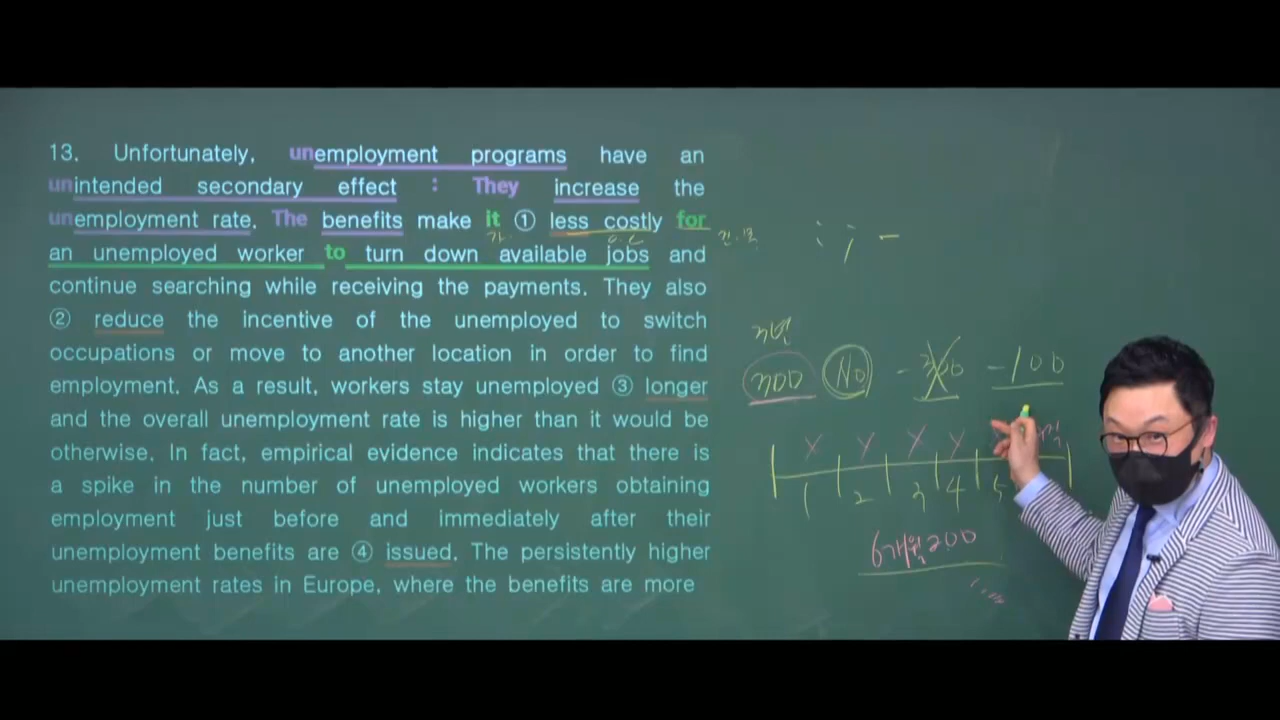 13. Unfortunately, unemployment programs have an
unintended secondary effect : They increase the
unemployment rate. The benefits make it ① less costly for
an unemployed worker to turn down available jobs and
continue searching while receiving the payments. They also
② reduce the incentive of the unemployed to switch
occupations or move to another location in order to find
employment. As a result, workers stay unemployed ③ longer
and the overall unemployment rate is higher than it would be
otherwise. In fact, empirical evidence indicates that there is
a spike in the number of unemployed workers obtaining
employment just before and immediately after their
unemployment benefits are ④ issued. The persistently higher
unemployment rates in Europe, where the benefits are more
: ; -
300 No -200 -100
X X X X
1 2 3 4 5
6개월 200